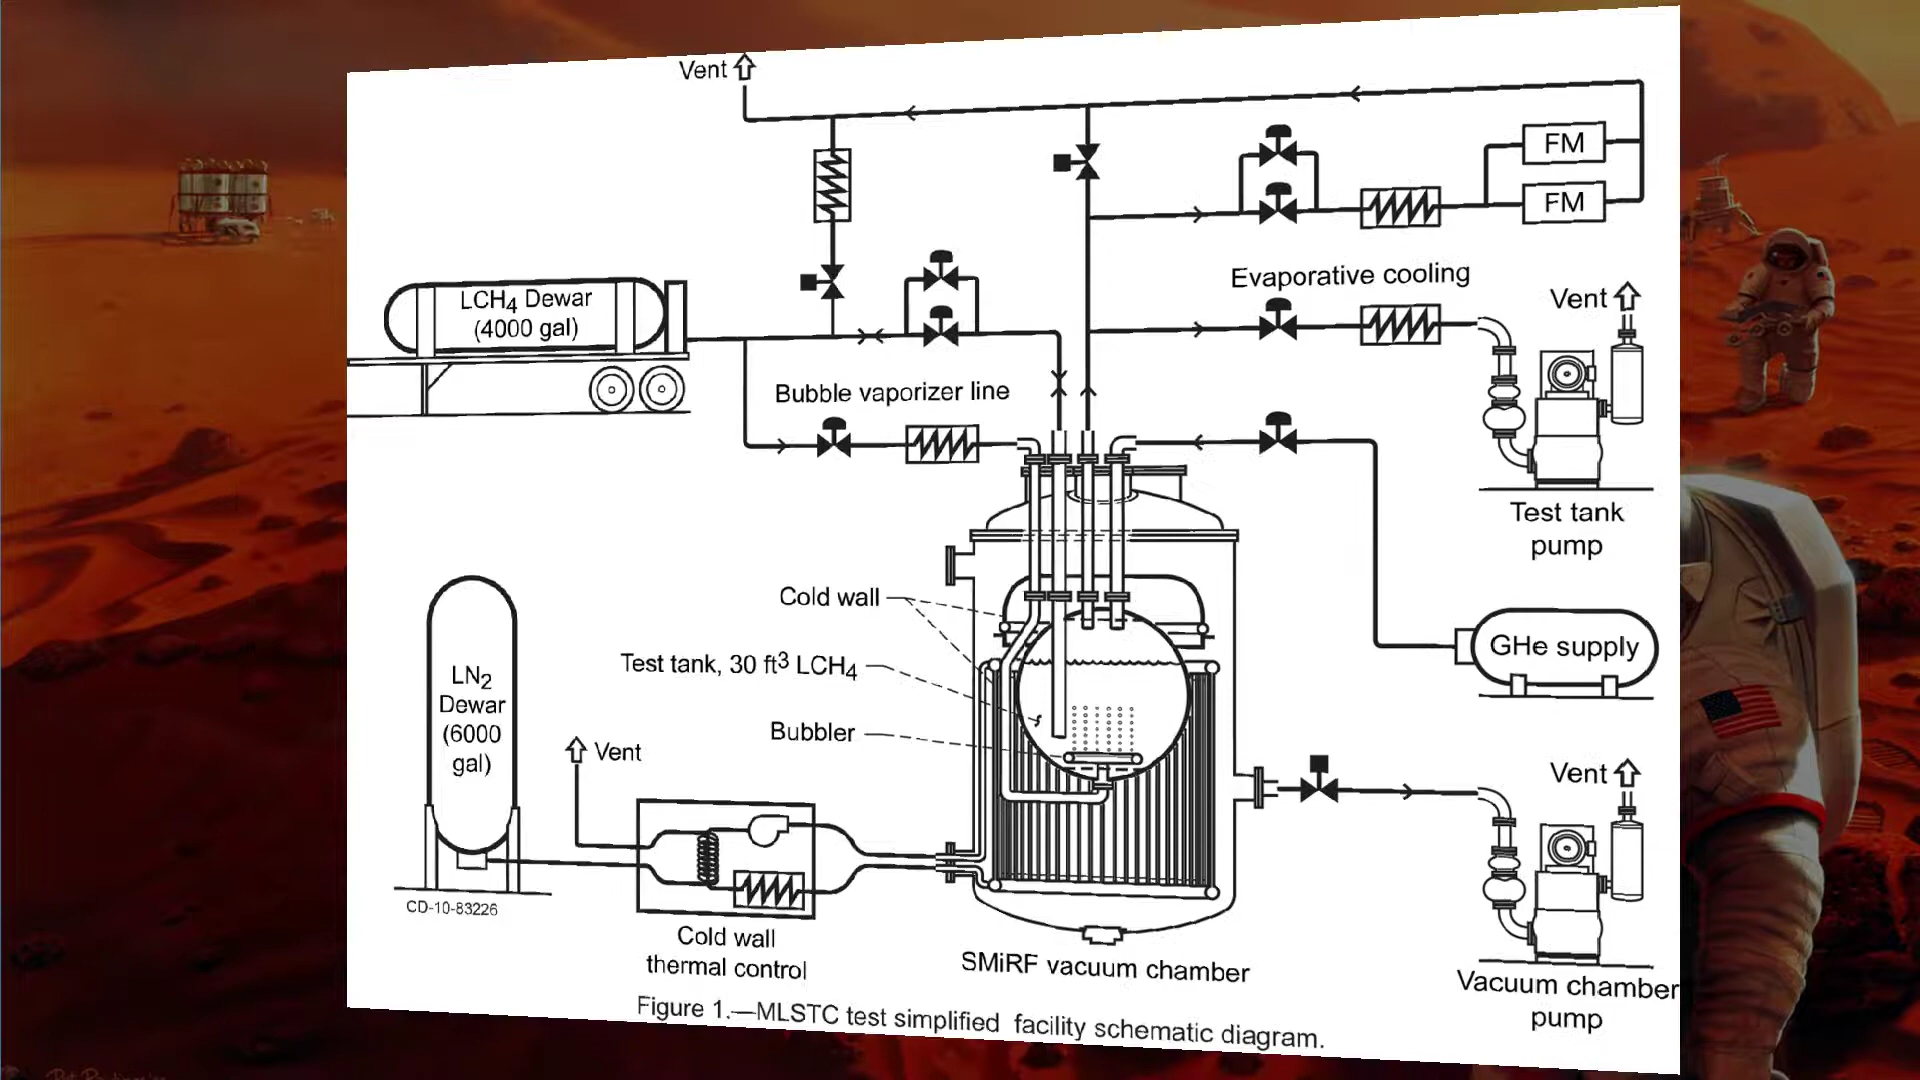 Vent
FM
FM
Evaporative cooling
Vent
LCH4 Dewar
(4000 gal)
Bubble vaporizer line
Test tank
pump
Cold wall
Test tank, 30 ft3 LCH4
Bubbler
GHe supply
LN2
Dewar
(6000
gal)
Vent
Vent
CD-10-83226
Cold wall
thermal control
SMiRF vacuum chamber
Vacuum chamber
pump
Figure 1.—MLSTC test simplified facility schematic diagram.